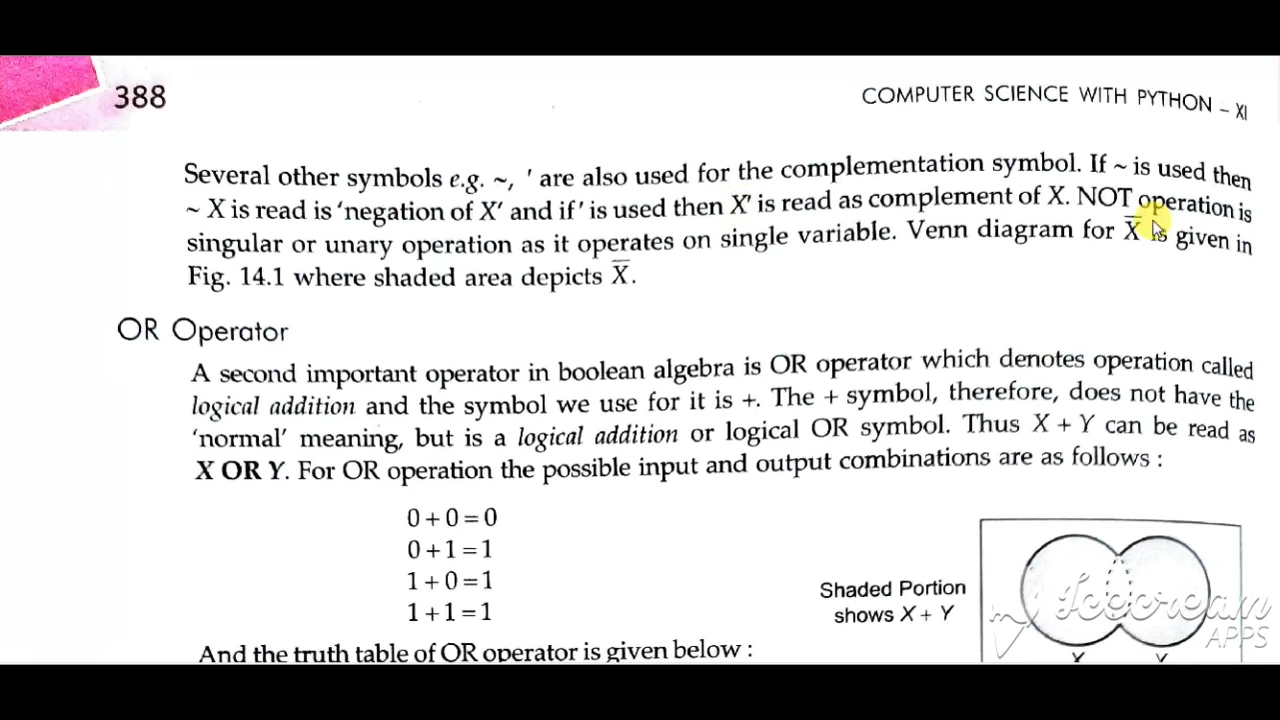 388
COMPUTER SCIENCE WITH PYTHON – XI
Several other symbols e.g. ~, ′ are also used for the complementation symbol. If ~ is used then
~ X is read is ‘negation of X’ and if ′ is used then X′ is read as complement of X. NOT operation is
singular or unary operation as it operates on single variable. Venn diagram for X̅ is given in
Fig. 14.1 where shaded area depicts X̅.
OR Operator
A second important operator in boolean algebra is OR operator which denotes operation called
logical addition and the symbol we use for it is +. The + symbol, therefore, does not have the
‘normal’ meaning, but is a logical addition or logical OR symbol. Thus X + Y can be read as
X OR Y. For OR operation the possible input and output combinations are as follows :
0 + 0 = 0
0 + 1 = 1
1 + 0 = 1
1 + 1 = 1
Shaded Portion
shows X + Y
Icecream
APPS
X Y
And the truth table of OR operator is given below :